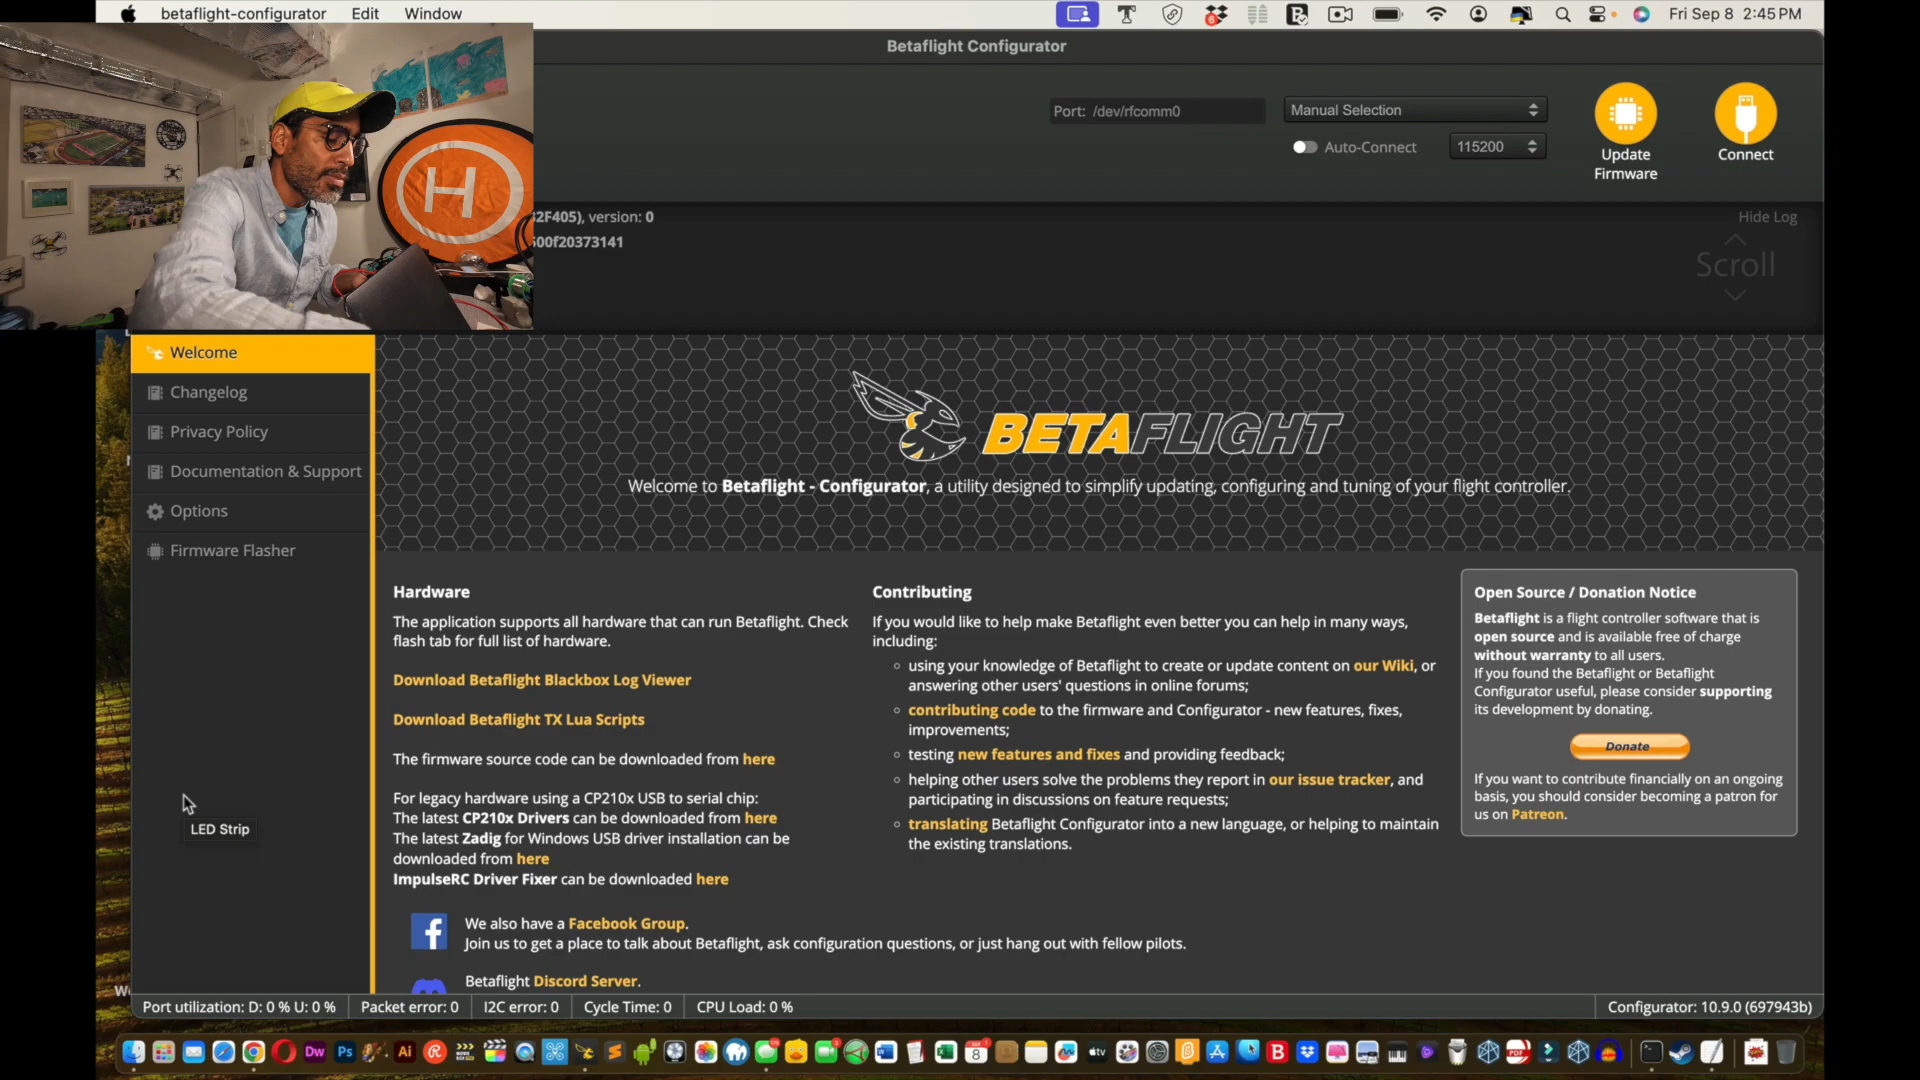 betaflight-configurator Edit Window
6
Fri Sep 8 2:45 PM
Betaflight Configurator
H
Port: /dev/rfcomm0
Manual Selection
Auto-Connect
115200
Update
Firmware
Connect
32F405), version: 0
500f20373141
Hide Log
Scroll
Welcome
Changelog
Privacy Policy
Documentation & Support
Options
Firmware Flasher
LED Strip
BETAFLIGHT
Welcome to Betaflight - Configurator, a utility designed to simplify updating, configuring and tuning of your flight controller.
Hardware
The application supports all hardware that can run Betaflight. Check
flash tab for full list of hardware.
Download Betaflight Blackbox Log Viewer
Download Betaflight TX Lua Scripts
The firmware source code can be downloaded from here
For legacy hardware using a CP210x USB to serial chip:
The latest CP210x Drivers can be downloaded from here
The latest Zadig for Windows USB driver installation can be
downloaded from here
ImpulseRC Driver Fixer can be downloaded here
We also have a Facebook Group.
Join us to get a place to talk about Betaflight, ask configuration questions, or just hang out with fellow pilots.
Betaflight Discord Server.
Contributing
If you would like to help make Betaflight even better you can help in many ways,
including:
using your knowledge of Betaflight to create or update content on our Wiki, or
answering other users' questions in online forums;
contributing code to the firmware and Configurator - new features, fixes,
improvements;
testing new features and fixes and providing feedback;
helping other users solve the problems they report in our issue tracker, and
participating in discussions on feature requests;
translating Betaflight Configurator into a new language, or helping to maintain
the existing translations.
Open Source / Donation Notice
Betaflight is a flight controller software that is
open source and is available free of charge
without warranty to all users.
If you found the Betaflight or Betaflight
Configurator useful, please consider supporting
its development by donating.
Donate
If you want to contribute financially on an ongoing
basis, you should consider becoming a patron for
us on Patreon.
Port utilization: D: 0 % U: 0 % Packet error: 0 I2C error: 0 Cycle Time: 0 CPU Load: 0 % Configurator: 10.9.0 (697943b)
Dw Ps Ai